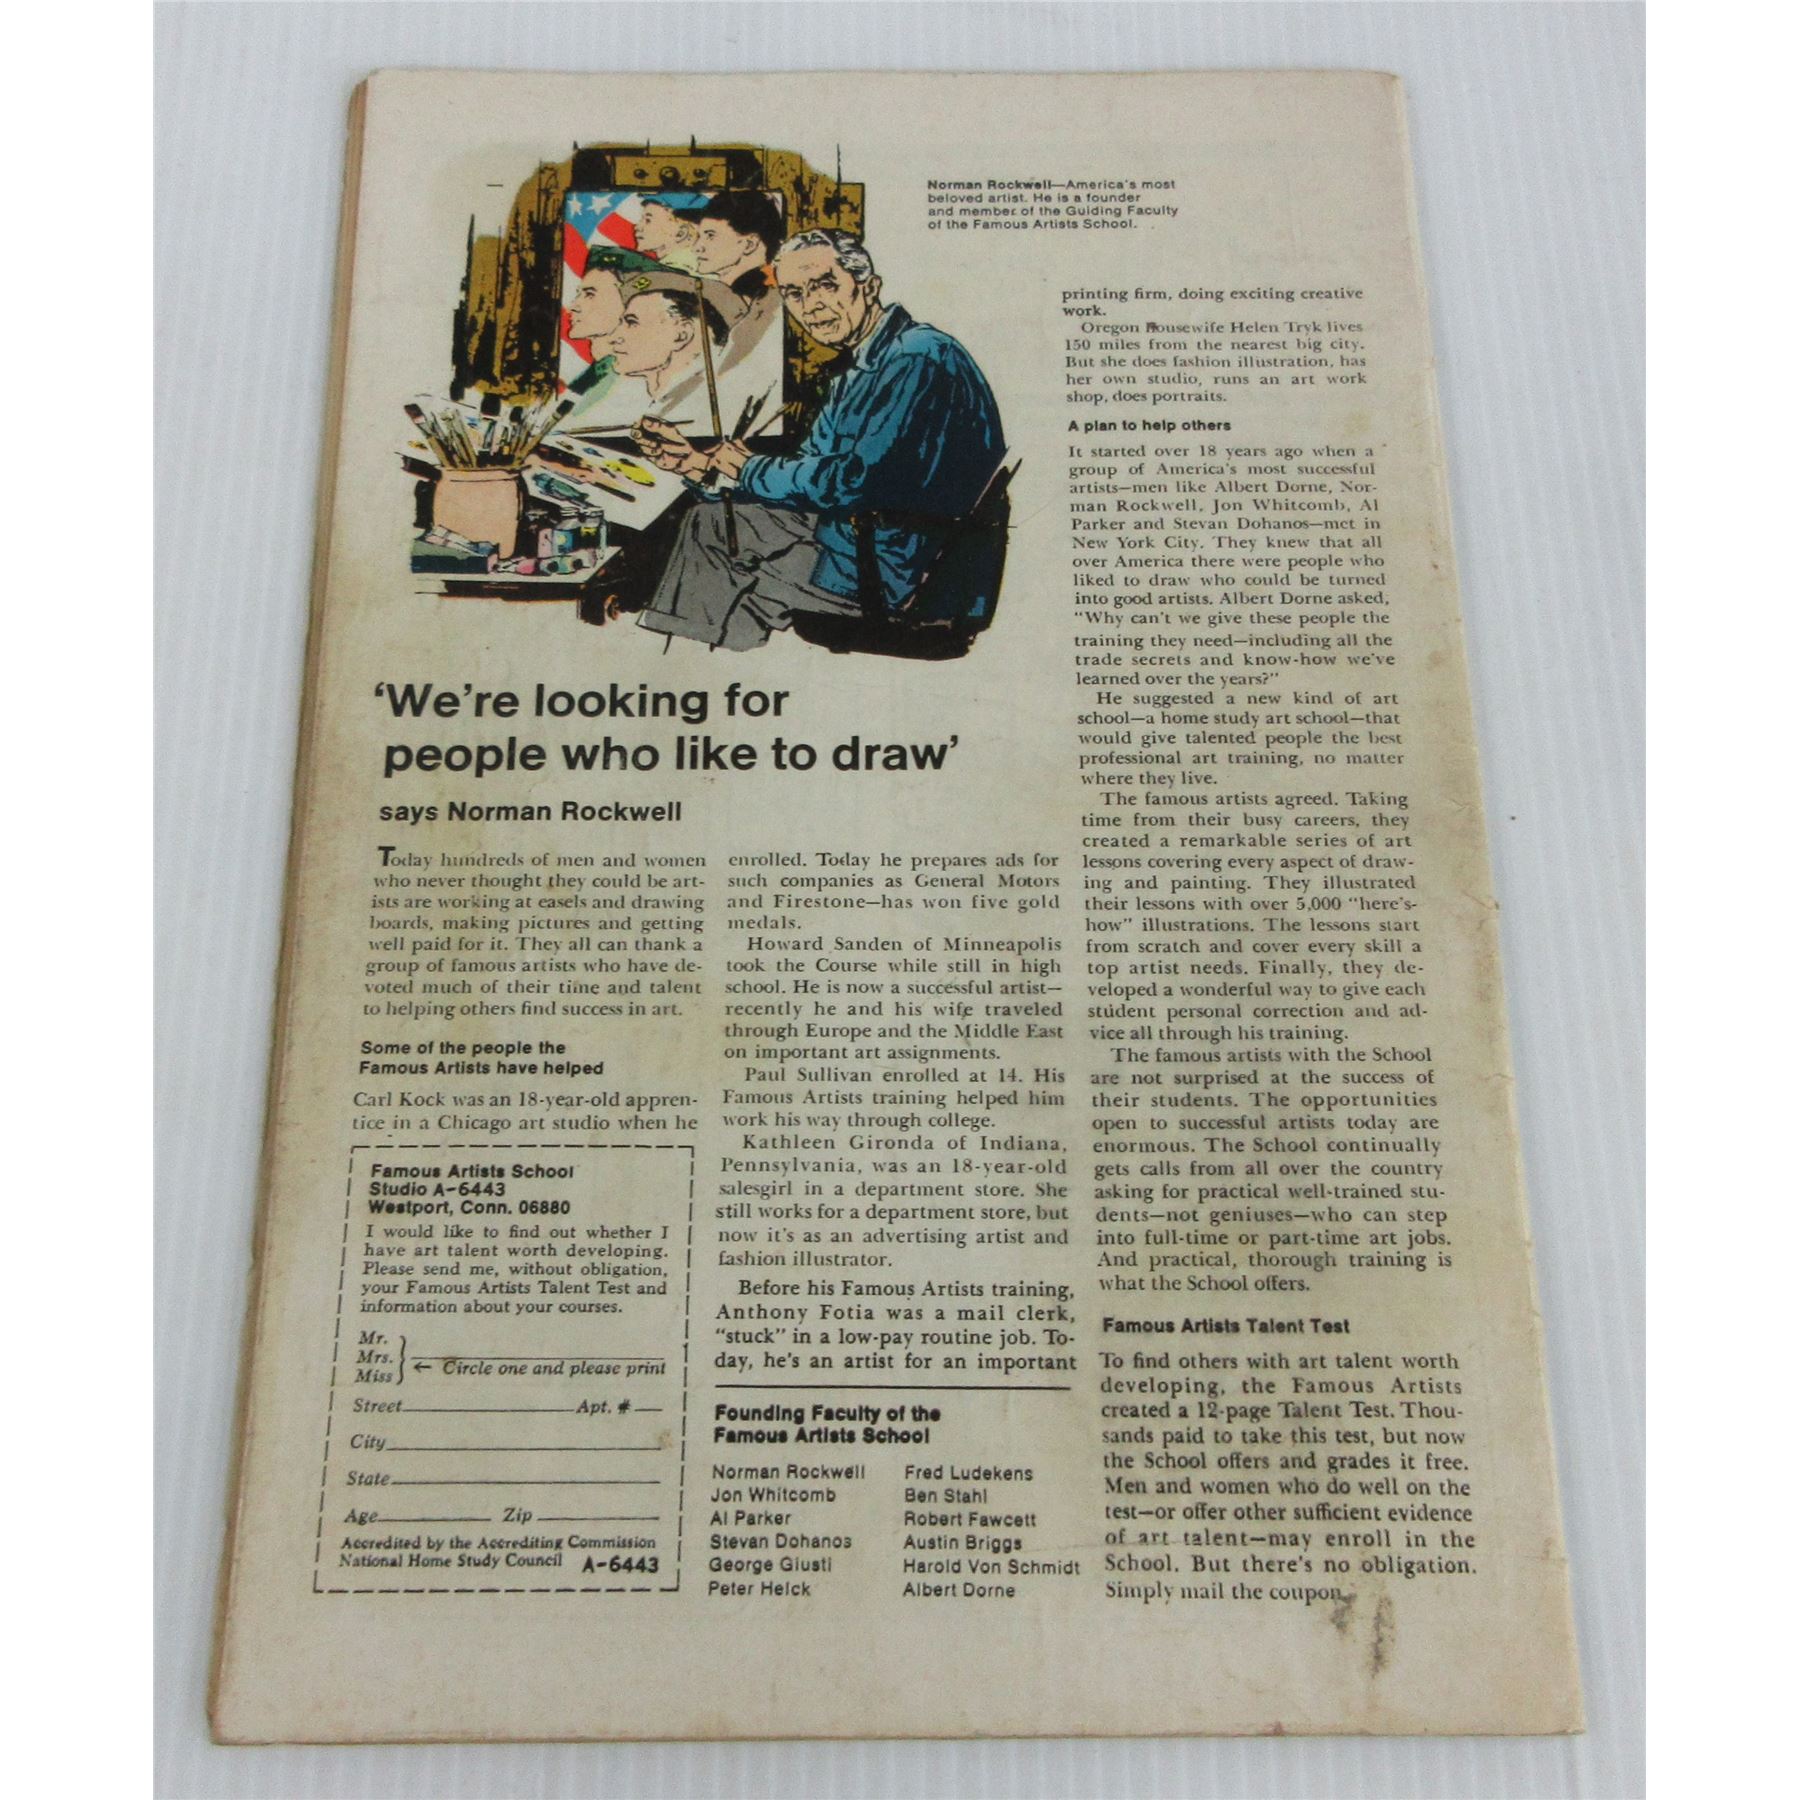 Norman Rockwell—America's most
beloved artist. He is a founder
and member of the Guiding Faculty
of the Famous Artists School.
'We're looking for
people who like to draw'
says Norman Rockwell
Today hundreds of men and women
who never thought they could be art-
ists are working at easels and drawing
boards, making pictures and getting
well paid for it. They all can thank a
group of famous artists who have de-
voted much of their time and talent
to helping others find success in art.
Some of the people the
Famous Artists have helped
Carl Kock was an 18-year-old appren-
tice in a Chicago art studio when he
enrolled. Today he prepares ads for
such companies as General Motors
and Firestone—has won five gold
medals.
Howard Sanden of Minneapolis
took the Course while still in high
school. He is now a successful artist—
recently he and his wife traveled
through Europe and the Middle East
on important art assignments.
Paul Sullivan enrolled at 14. His
Famous Artists training helped him
work his way through college.
Kathleen Gironda of Indiana,
Pennsylvania, was an 18-year-old
salesgirl in a department store. She
still works for a department store, but
now it's as an advertising artist and
fashion illustrator.
Before his Famous Artists training,
Anthony Fotia was a mail clerk,
"stuck" in a low-pay routine job. To-
day, he's an artist for an important
printing firm, doing exciting creative
work.
Oregon Housewife Helen Tryk lives
150 miles from the nearest big city.
But she does fashion illustration, has
her own studio, runs an art work
shop, does portraits.
A plan to help others
It started over 18 years ago when a
group of America's most successful
artists—men like Albert Dorne, Nor-
man Rockwell, Jon Whitcomb, Al
Parker and Stevan Dohanos—met in
New York City. They knew that all
over America there were people who
liked to draw who could be turned
into good artists. Albert Dorne asked,
"Why can't we give these people the
training they need—including all the
trade secrets and know-how we've
learned over the years?"
He suggested a new kind of art
school—a home study art school—that
would give talented people the best
professional art training, no matter
where they live.
The famous artists agreed. Taking
time from their busy careers, they
created a remarkable series of art
lessons covering every aspect of draw-
ing and painting. They illustrated
their lessons with over 5,000 "here's-
how" illustrations. The lessons start
from scratch and cover every skill a
top artist needs. Finally, they de-
veloped a wonderful way to give each
student personal correction and ad-
vice all through his training.
The famous artists with the School
are not surprised at the success of
their students. The opportunities
open to successful artists today are
enormous. The School continually
gets calls from all over the country
asking for practical well-trained stu-
dents—not geniuses—who can step
into full-time or part-time art jobs.
And practical, thorough training is
what the School offers.
Famous Artists Talent Test
To find others with art talent worth
developing, the Famous Artists
created a 12-page Talent Test. Thou-
sands paid to take this test, but now
the School offers and grades it free.
Men and women who do well on the
test—or offer other sufficient evidence
of art talent—may enroll in the
School. But there's no obligation.
Simply mail the coupon.
Famous Artists School
Studio A-6443
Westport, Conn. 06880
I would like to find out whether I
have art talent worth developing.
Please send me, without obligation,
your Famous Artists Talent Test and
information about your courses.
Mr.
Mrs. ← Circle one and please print
Miss
Street Apt. #
City
State
Age Zip
Accredited by the Accrediting Commission
National Home Study Council A-6443
Founding Faculty of the
Famous Artists School
Norman Rockwell
Jon Whitcomb
Al Parker
Stevan Dohanos
George Giusti
Peter Helck
Fred Ludekens
Ben Stahl
Robert Fawcett
Austin Briggs
Harold Von Schmidt
Albert Dorne